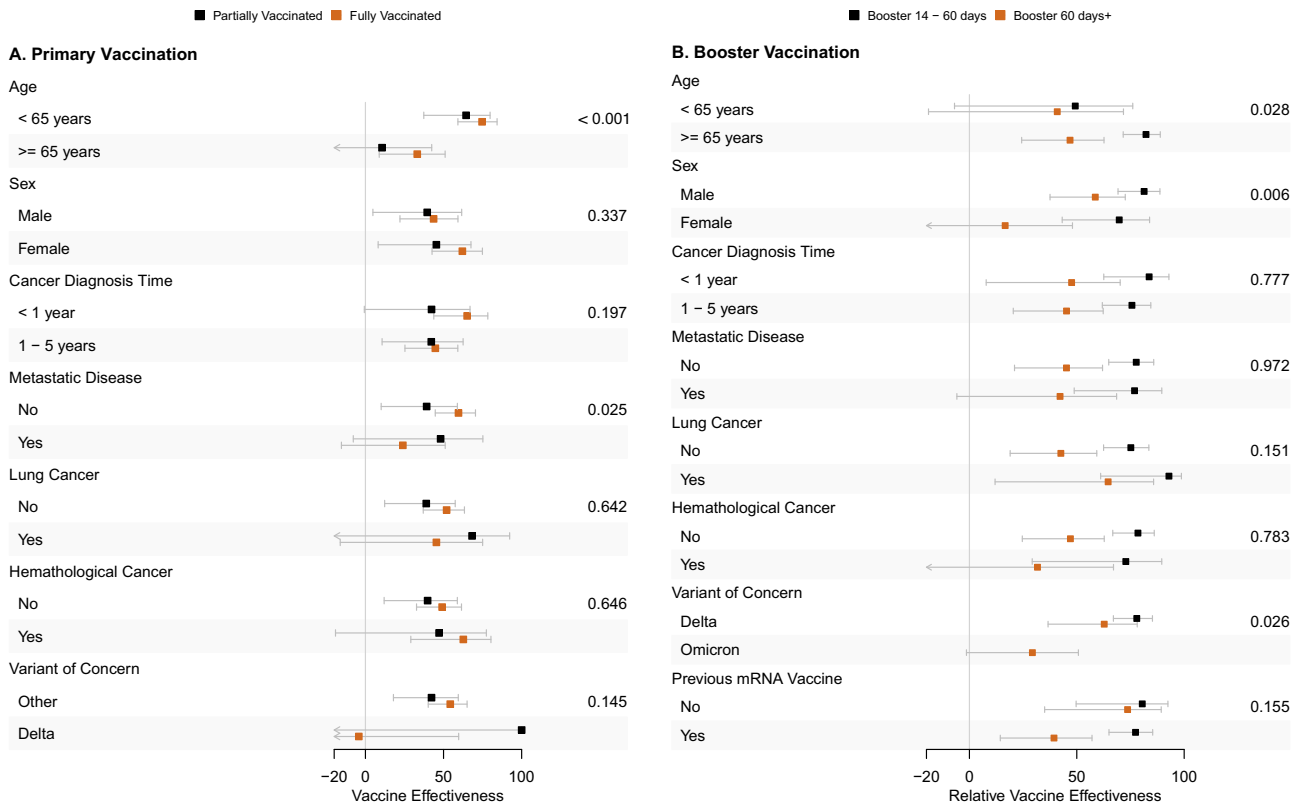 Partially Vaccinated Fully Vaccinated
A. Primary Vaccination
Age
< 65 years < 0.001
>= 65 years
Sex
Male 0.337
Female
Cancer Diagnosis Time
< 1 year 0.197
1 − 5 years
Metastatic Disease
No 0.025
Yes
Lung Cancer
No 0.642
Yes
Hemathological Cancer
No 0.646
Yes
Variant of Concern
Other 0.145
Delta
−20 0 100
Vaccine Effectiveness
Booster 14 − 60 days Booster 60 days+
B. Booster Vaccination
Age
< 65 years 0.028
>= 65 years
Sex
Male 0.006
Female
Cancer Diagnosis Time
< 1 year 0.777
1 − 5 years
Metastatic Disease
No 0.972
Yes
Lung Cancer
No 0.151
Yes
Hemathological Cancer
No 0.783
Yes
Variant of Concern
Delta 0.026
Omicron
Previous mRNA Vaccine
No 0.155
Yes
−20 0 50 100
Relative Vaccine Effectiveness